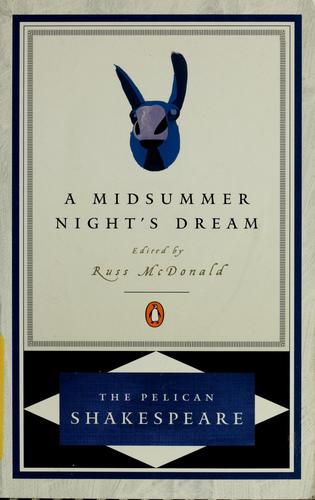 A MIDSUMMER
NIGHT'S DREAM
Edited by
Russ McDonald
THE PELICAN
SHAKESPEARE